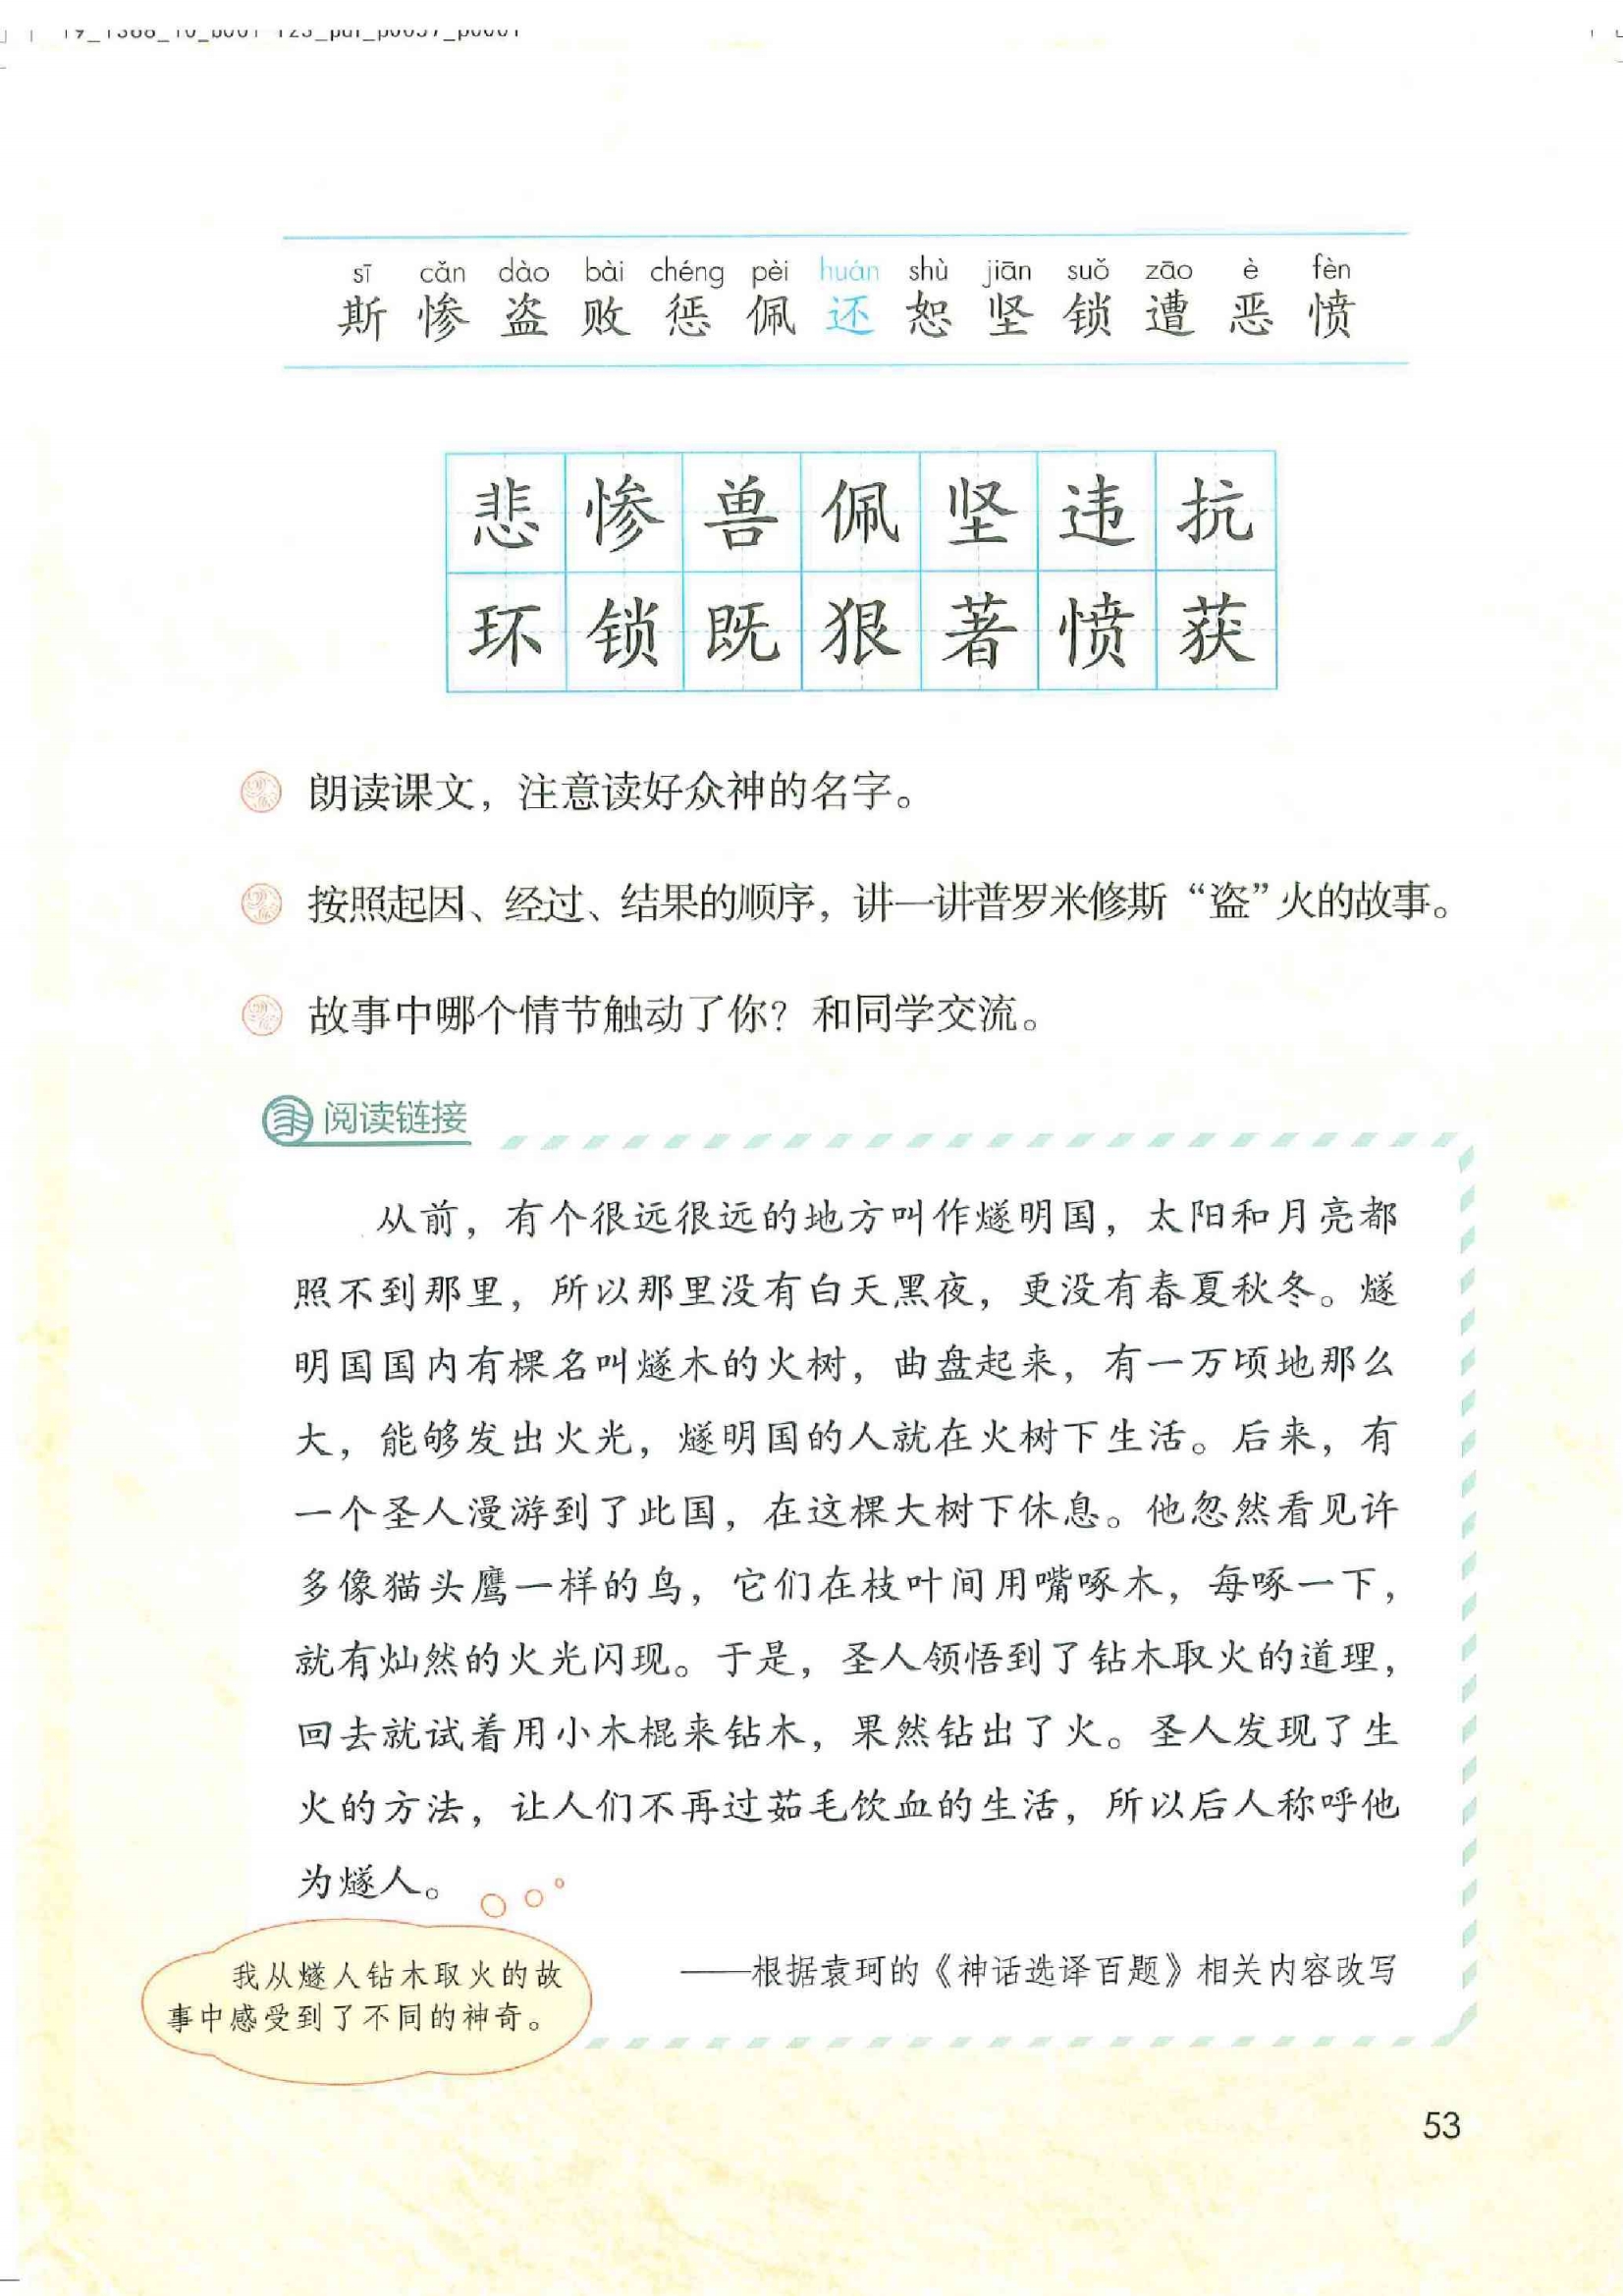 sī cǎn dào bài chéng pèi huán shù jiān suǒ zāo è fèn
斯 惨 盗 败 惩 佩 还 恕 坚 锁 遭 恶 愤
悲 惨 兽 佩 坚 违 抗
环 锁 既 狠 著 愤 获
朗读课文，注意读好众神的名字。
按照起因、经过、结果的顺序，讲一讲普罗米修斯“盗”火的故事。
故事中哪个情节触动了你？和同学交流。
阅读链接
从前，有个很远很远的地方叫作燧明国，太阳和月亮都
照不到那里，所以那里没有白天黑夜，更没有春夏秋冬。燧
明国国内有棵名叫燧木的火树，曲盘起来，有一万顷地那么
大，能够发出火光，燧明国的人就在火树下生活。后来，有
一个圣人漫游到了此国，在这棵大树下休息。他忽然看见许
多像猫头鹰一样的鸟，它们在枝叶间用嘴啄木，每啄一下，
就有灿然的火光闪现。于是，圣人领悟到了钻木取火的道理，
回去就试着用小木棍来钻木，果然钻出了火。圣人发现了生
火的方法，让人们不再过茹毛饮血的生活，所以后人称呼他
为燧人。
——根据袁珂的《神话选译百题》相关内容改写
我从燧人钻木取火的故
事中感受到了不同的神奇。
53